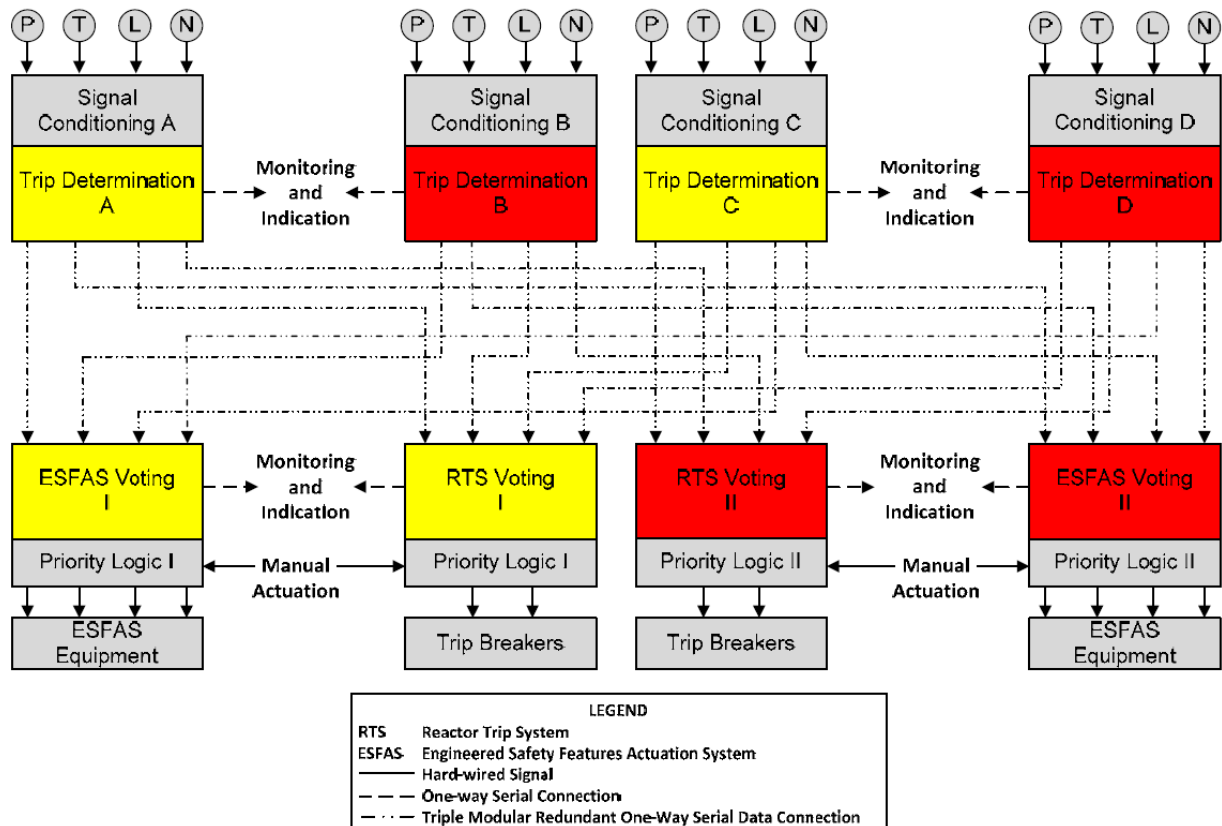 P T L N P T L N P T L N P T L N
Signal
Conditioning A
Signal
Conditioning B
Signal
Conditioning C
Signal
Conditioning D
Trip Determination
A
Monitoring
and
Indication
Trip Determination
B
Trip Determination
C
Monitoring
and
Indication
Trip Determination
D
ESFAS Voting
I
Monitoring
and
Indication
RTS Voting
I
RTS Voting
II
Monitoring
and
Indication
ESFAS Voting
II
Priority Logic I
Manual
Actuation
Priority Logic I
Priority Logic II
Manual
Actuation
Priority Logic II
ESFAS
Equipment
Trip Breakers
Trip Breakers
ESFAS
Equipment
LEGEND
RTS Reactor Trip System
ESFAS Engineered Safety Features Actuation System
Hard-wired Signal
One-way Serial Connection
Triple Modular Redundant One-Way Serial Data Connection